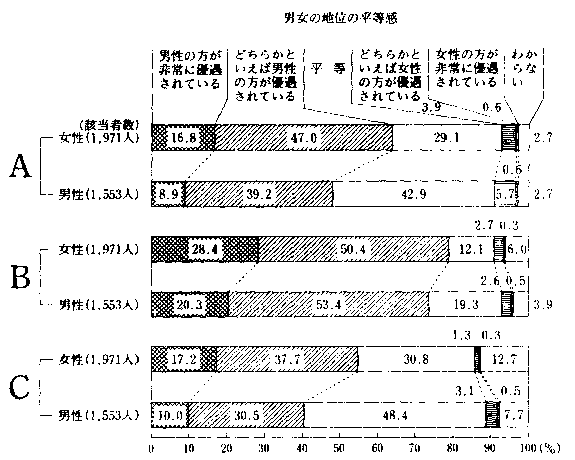 男女の地位の平等感
男性の方が
非常に優遇
されている
どちらかと
いえば男性
の方が優遇
されている
平等
どちらかと
いえば女性
の方が優遇
されている
女性の方が
非常に優遇
されている
わから
ない
3.9 0.6
(該当者数)
A
女性(1,971人) 16.8 47.0 29.1 2.7
0.6
男性(1,553人) 8.9 39.2 42.9 5.7 2.7
2.7 0.3
B
女性(1,971人) 28.4 50.4 12.1 6.0
2.6 0.5
男性(1,553人) 20.3 53.4 19.3 3.9
1.3 0.3
C
女性(1,971人) 17.2 37.7 30.8 12.7
3.1 0.5
男性(1,553人) 10.0 30.5 48.4 7.7
0 10 20 30 40 50 60 70 80 90 100(%)